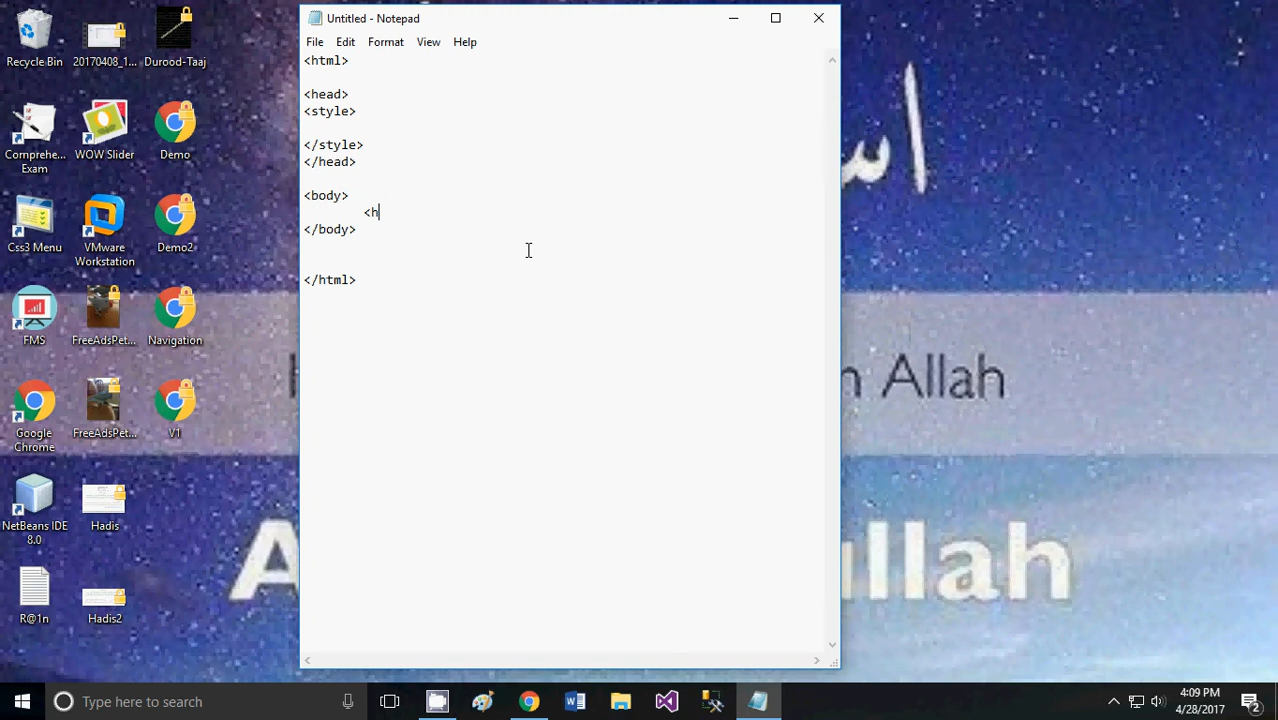 Untitled - Notepad
File Edit Format View Help
<html>
<head>
<style>
</style>
</head>
<body>
<h
</body>
</html>
Recycle Bin
20170408_1...
Durood-Taaj
Comprehe... Exam
WOW Slider
Demo
Css3 Menu
VMware Workstation
Demo2
FMS
FreeAdsPet...
Navigation
Google Chrome
FreeAdsPet...
V1
NetBeans IDE 8.0
Hadis
R@1n
Hadis2
Allah
Type here to search
4:09 PM
4/28/2017
2